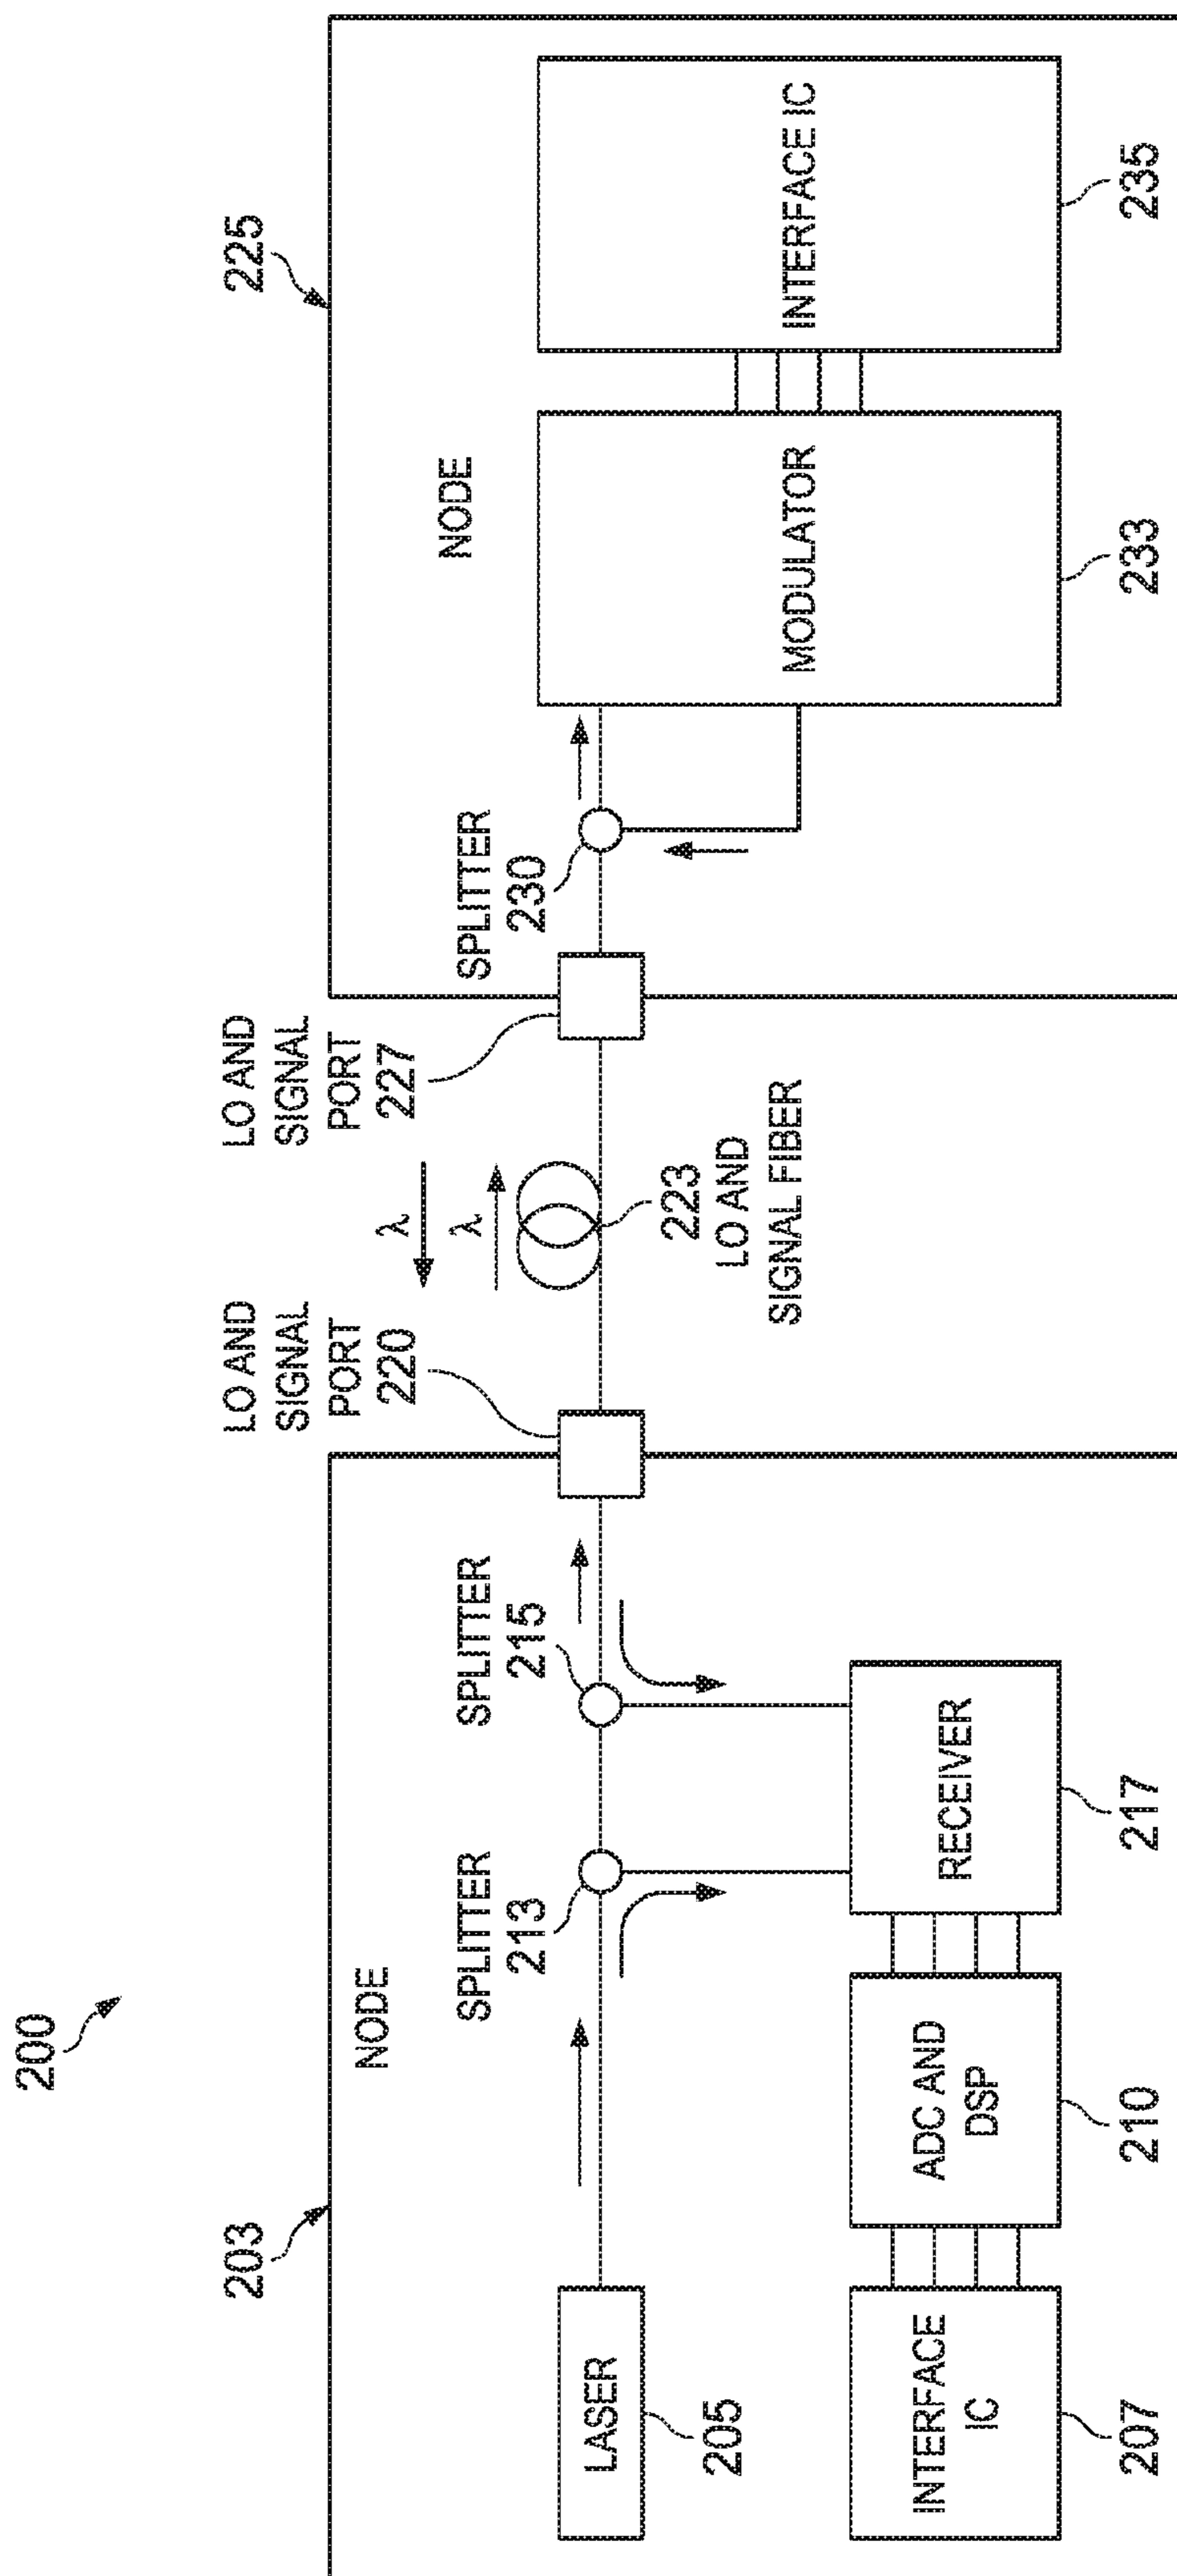 200
203
NODE
LASER
205
INTERFACE
IC
207
ADC AND
DSP
210
SPLITTER
213
SPLITTER
215
RECEIVER
217
LO AND
SIGNAL
PORT
220
λ
λ
223
LO AND
SIGNAL FIBER
LO AND
SIGNAL
PORT
227
225
NODE
SPLITTER
230
MODULATOR
233
INTERFACE IC
235